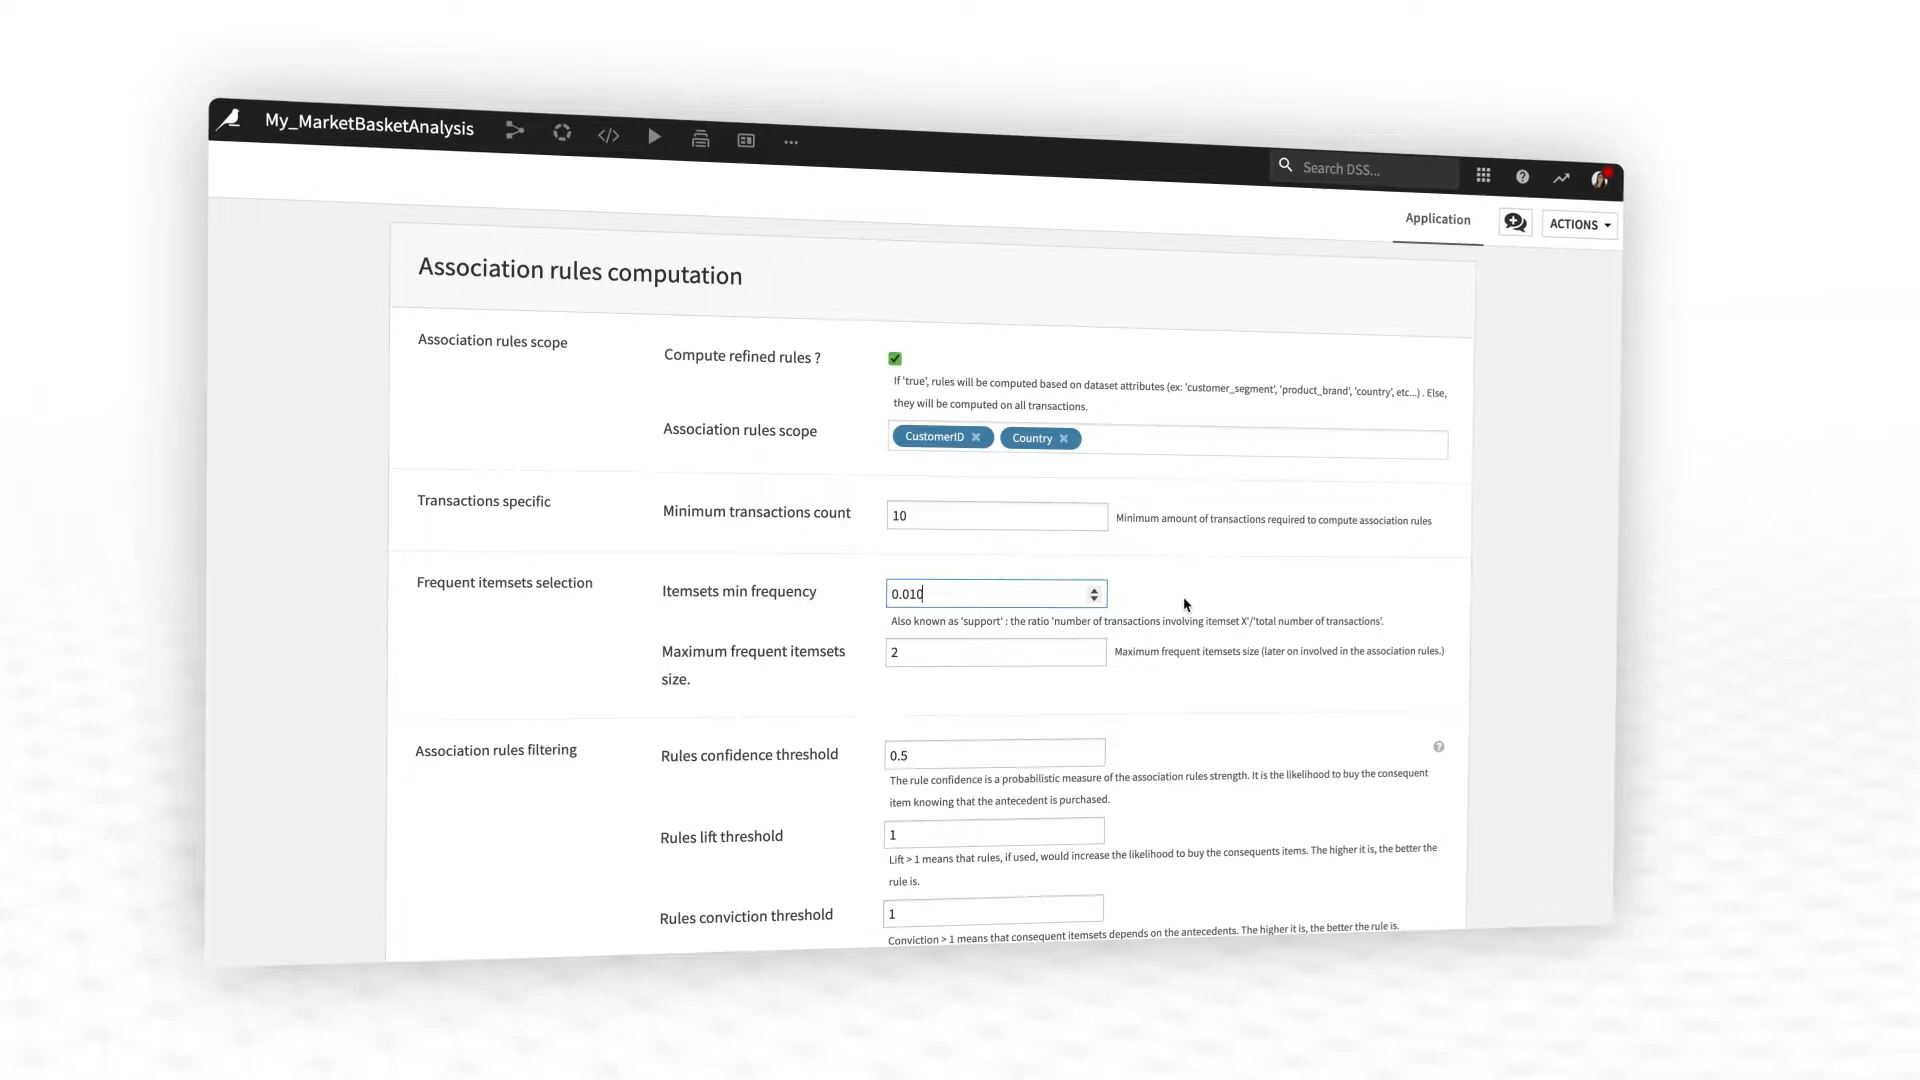 My_MarketBasketAnalysis
Search DSS...
Application
ACTIONS
Association rules computation
Association rules scope
Compute refined rules ?
If 'true', rules will be computed based on dataset attributes (ex: 'customer_segment', 'product_brand', 'country', etc...) . Else,
they will be computed on all transactions.
Association rules scope
CustomerID
Country
Transactions specific
Minimum transactions count
10
Minimum amount of transactions required to compute association rules
Frequent itemsets selection
Itemsets min frequency
0.010
Also known as 'support' : the ratio 'number of transactions involving itemset X'/'total number of transactions'.
Maximum frequent itemsets
size.
2
Maximum frequent itemsets size (later on involved in the association rules.)
Association rules filtering
Rules confidence threshold
0.5
The rule confidence is a probabilistic measure of the association rules strength. It is the likelihood to buy the consequent
item knowing that the antecedent is purchased.
Rules lift threshold
1
Lift > 1 means that rules, if used, would increase the likelihood to buy the consequents items. The higher it is, the better the
rule is.
Rules conviction threshold
1
Conviction > 1 means that consequent itemsets depends on the antecedents. The higher it is, the better the rule is.